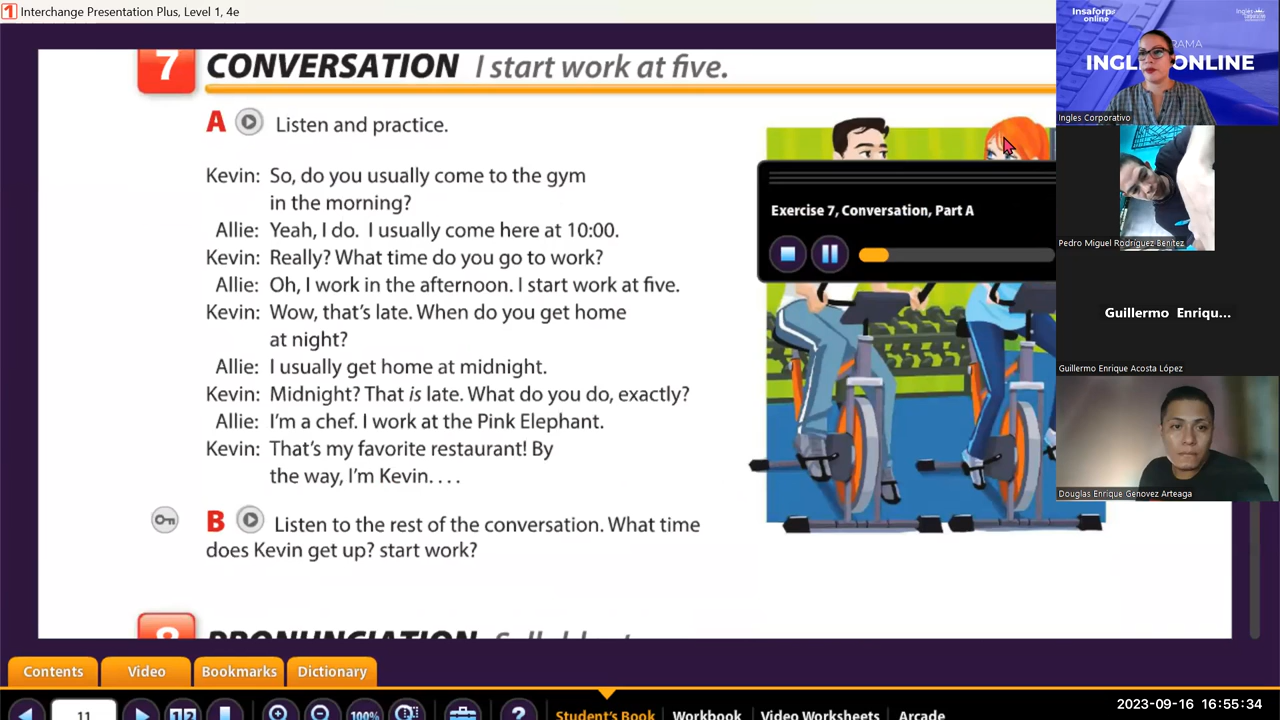 Interchange Presentation Plus, Level 1, 4e
7 CONVERSATION I start work at five.
A Listen and practice.
Kevin: So, do you usually come to the gym
in the morning?
Allie: Yeah, I do. I usually come here at 10:00.
Kevin: Really? What time do you go to work?
Allie: Oh, I work in the afternoon. I start work at five.
Kevin: Wow, that's late. When do you get home
at night?
Allie: I usually get home at midnight.
Kevin: Midnight? That is late. What do you do, exactly?
Allie: I'm a chef. I work at the Pink Elephant.
Kevin: That's my favorite restaurant! By
the way, I'm Kevin. . . .
B Listen to the rest of the conversation. What time
does Kevin get up? start work?
8 PRONUNCIATION
Exercise 7, Conversation, Part A
Insaforp
online
Ingles Corporativo
Pedro Miguel Rodríguez Benitez
Guillermo Enriqu...
Guillermo Enrique Acosta López
Douglas Enrique Genovez Arteaga
Contents Video Bookmarks Dictionary
11 100% ?
Student's Book Workbook Video Worksheets Arcade
2023-09-16 16:55:34